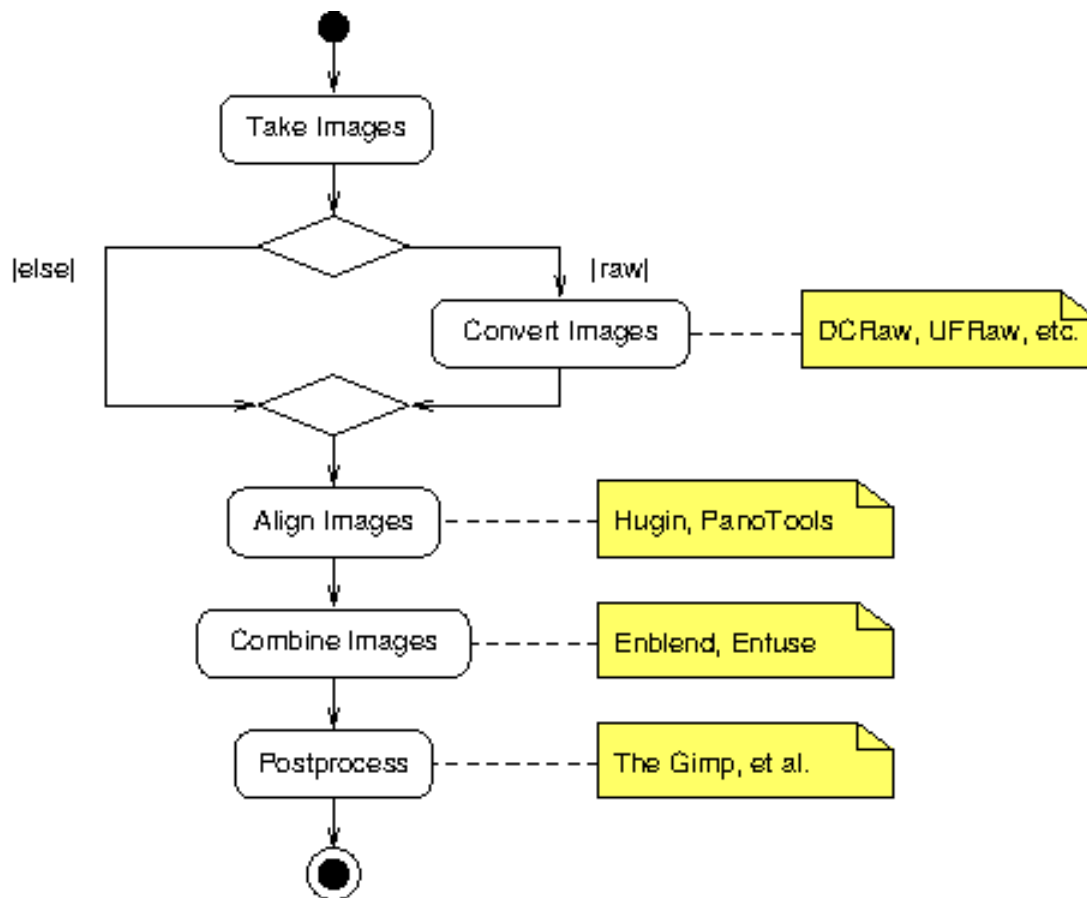 Take Images
|else|
|raw|
Convert Images
DCRaw, UFRaw, etc.
Align Images
Hugin, PanoTools
Combine Images
Enblend, Enfuse
Postprocess
The Gimp, et al.